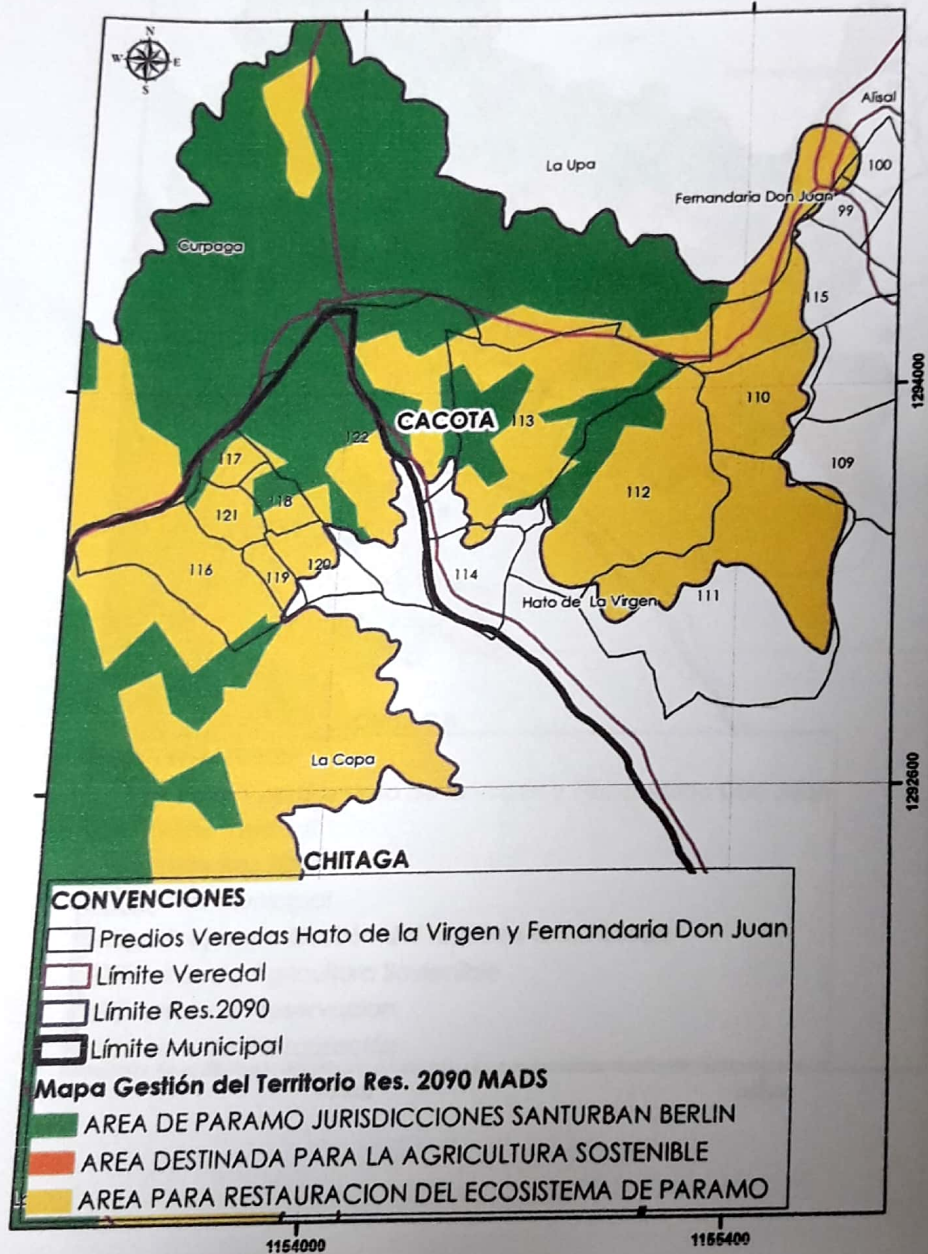 N
W E
S
Alisal
La Upa
100
Fernandaria Don Juan
99
Curpaga
115
1294000
110
CACOTA
113
122
109
117
112
118
121
116
119
120
114
Hato de La Virgen
111
La Copa
1292600
CHITAGA
CONVENCIONES
Predios Veredas Hato de la Virgen y Fernandaria Don Juan
Límite Veredal
Límite Res.2090
Límite Municipal
Mapa Gestión del Territorio Res. 2090 MADS
AREA DE PARAMO JURISDICCIONES SANTURBAN BERLIN
AREA DESTINADA PARA LA AGRICULTURA SOSTENIBLE
AREA PARA RESTAURACION DEL ECOSISTEMA DE PARAMO
1154000
1155400